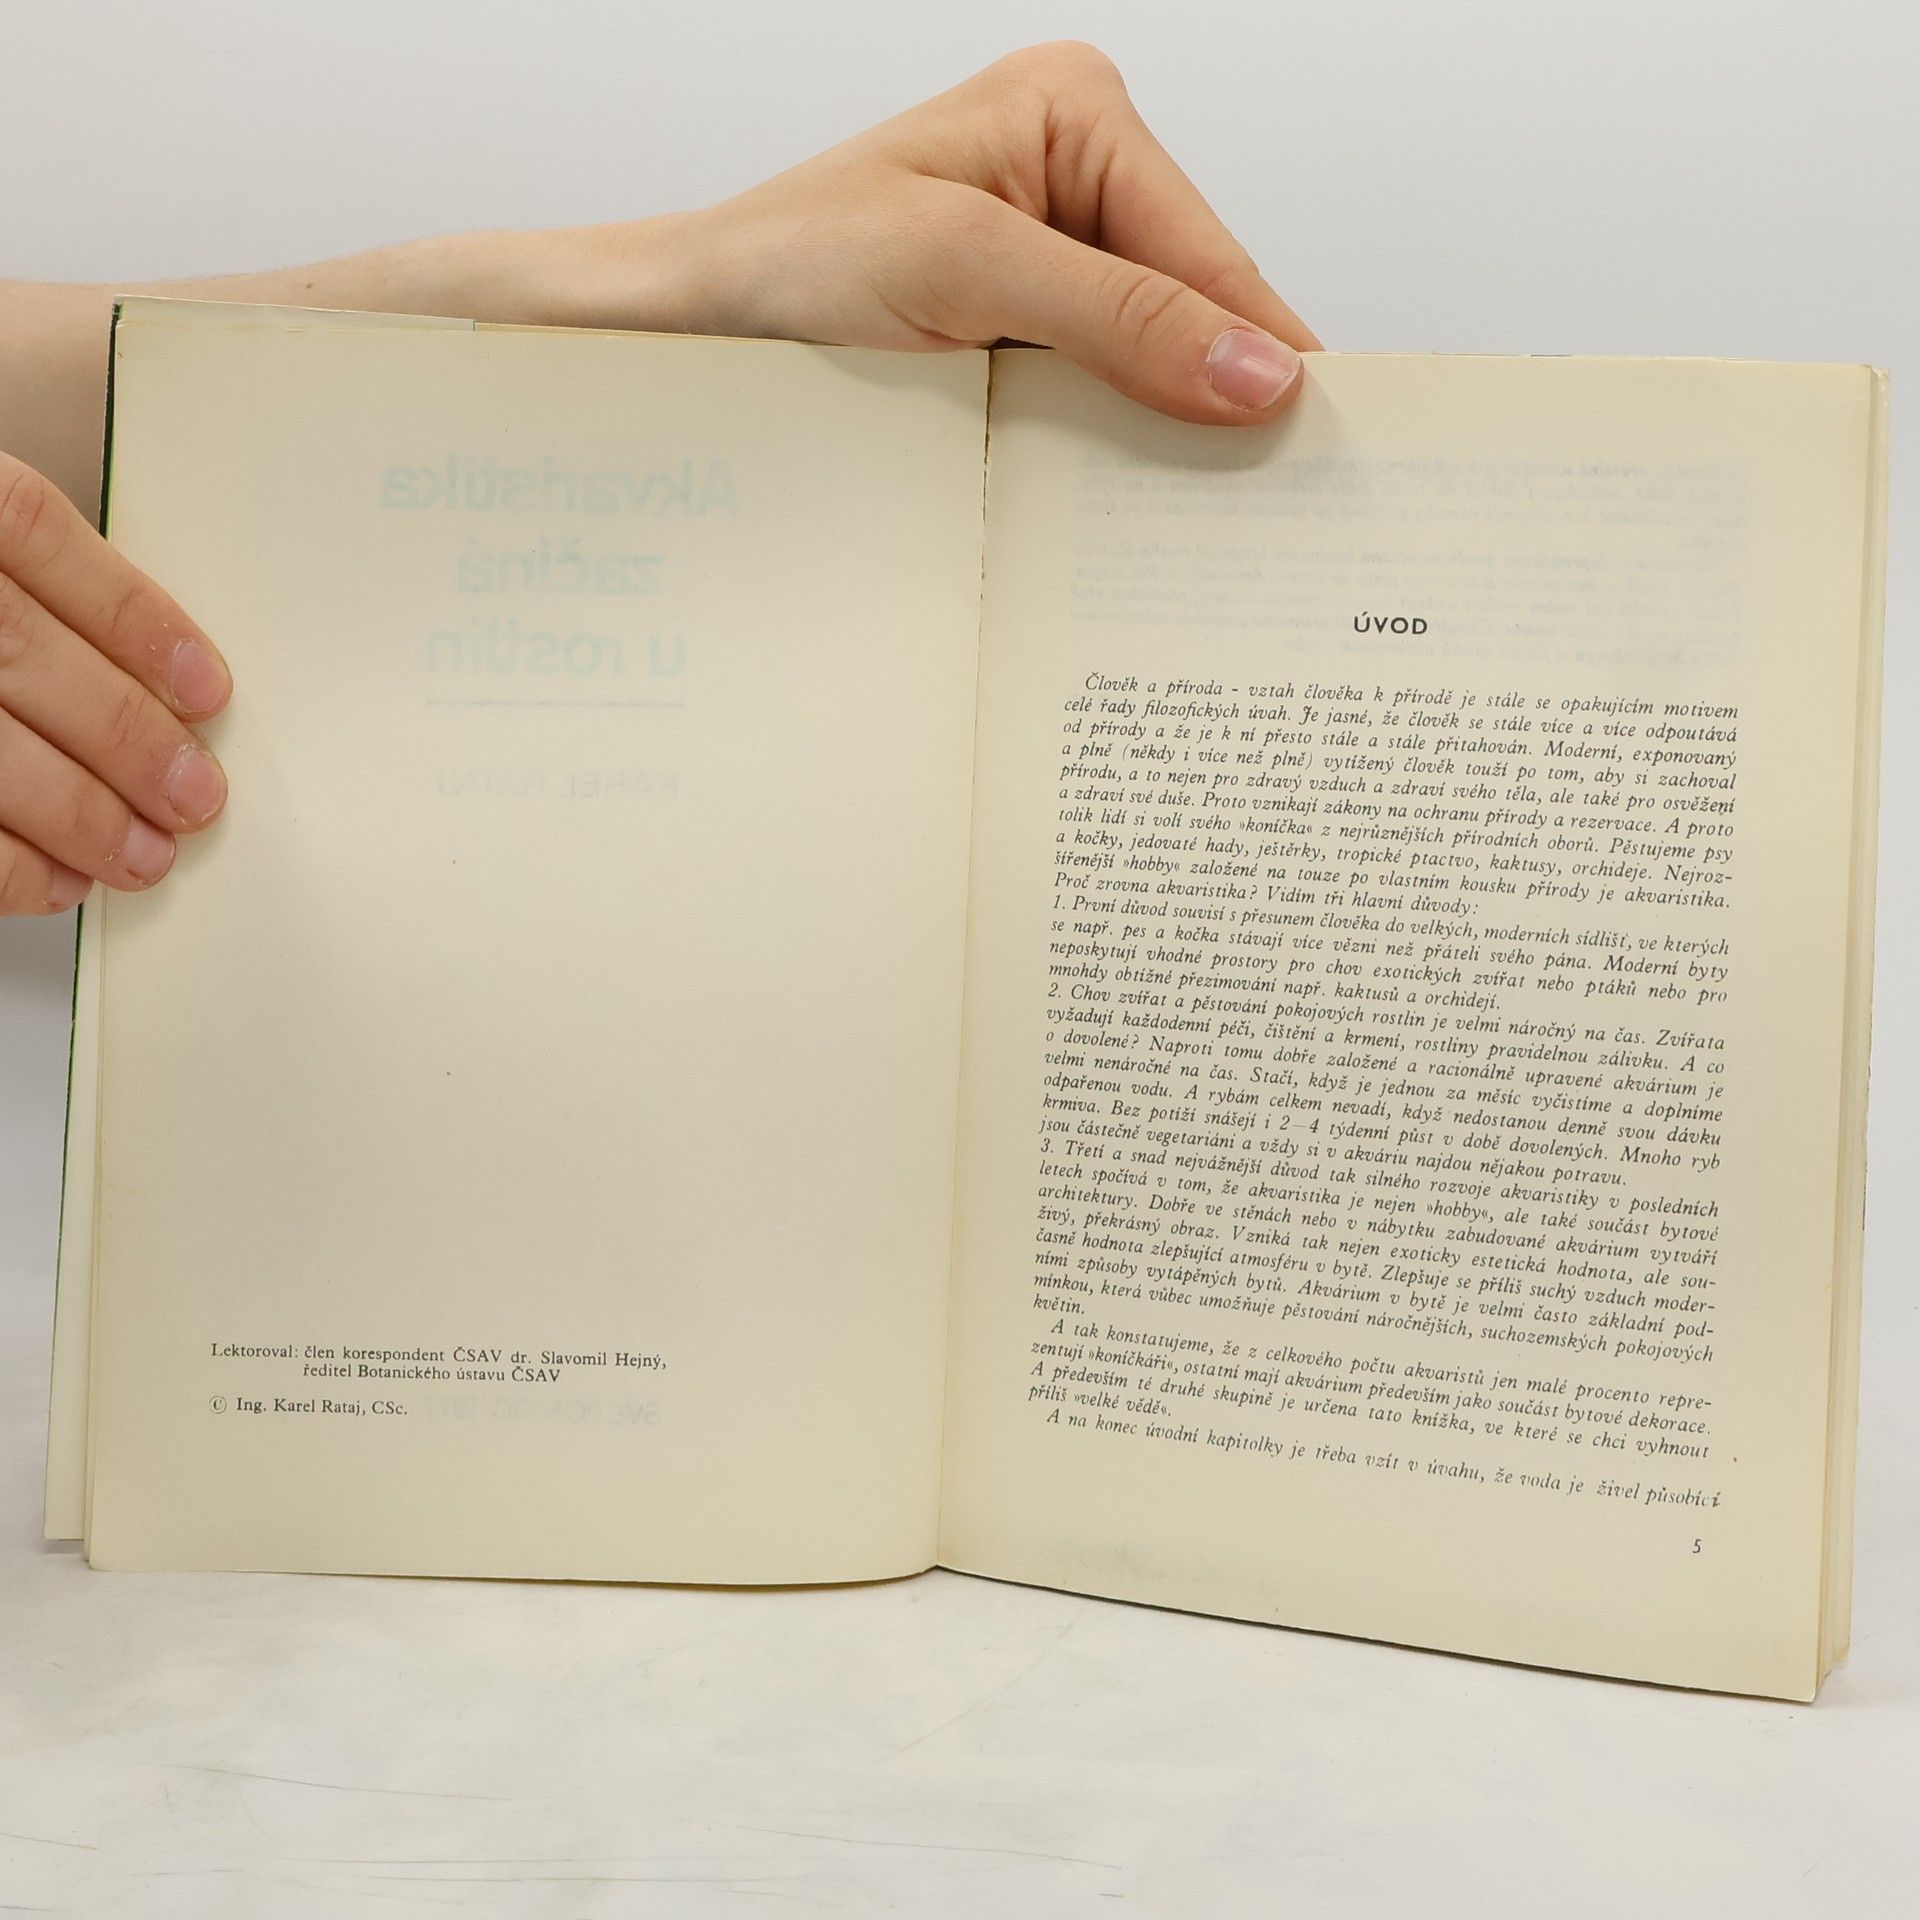 Akvaristika
začíná
u rostlin
KAREL RATAJ
Lektoroval: člen korespondent ČSAV dr. Slavomil Hejný,
ředitel Botanického ústavu ČSAV
© Ing. Karel Rataj, CSc.
SVÉPOMOC 1977
ÚVOD
Člověk a příroda - vztah člověka k přírodě je stále se opakujícím motivem
celé řady filozofických úvah. Je jasné, že člověk se stále více a více odpoutává
od přírody a že je k ní přesto stále a stále přitahován. Moderní, exponovaný
a plně (někdy i více než plně) vytížený člověk touží po tom, aby si zachoval
přírodu, a to nejen pro zdravý vzduch a zdraví svého těla, ale také pro osvěžení
a zdraví své duše. Proto vznikají zákony na ochranu přírody a rezervace. A proto
tolik lidí si volí svého »koníčka« z nejrůznějších přírodních oborů. Pěstujeme psy
a kočky, jedovaté hady, ještěrky, tropické ptactvo, kaktusy, orchideje. Nejroz-
šířenější »hobby« založené na touze po vlastním kousku přírody je akvaristika.
Proč zrovna akvaristika? Vidím tři hlavní důvody:
1. První důvod souvisí s přesunem člověka do velkých, moderních sídlišť, ve kterých
se např. pes a kočka stávají více vězni než přáteli svého pána. Moderní byty
neposkytují vhodné prostory pro chov exotických zvířat nebo ptáků nebo pro
mnohdy obtížné přezimování např. kaktusů a orchidejí.
2. Chov zvířat a pěstování pokojových rostlin je velmi náročný na čas. Zvířata
vyžadují každodenní péči, čištění a krmení, rostliny pravidelnou zálivku. A co
o dovolené? Naproti tomu dobře založené a racionálně upravené akvárium je
velmi nenáročné na čas. Stačí, když je jednou za měsíc vyčistíme a doplníme
odpařenou vodu. A rybám celkem nevadí, když nedostanou denně svou dávku
krmiva. Bez potíží snášejí i 2—4 týdenní půst v době dovolených. Mnoho ryb
jsou částečně vegetariáni a vždy si v akváriu najdou nějakou potravu.
3. Třetí a snad nejvážnější důvod tak silného rozvoje akvaristiky v posledních
letech spočívá v tom, že akvaristika je nejen »hobby«, ale také součást bytové
architektury. Dobře ve stěnách nebo v nábytku zabudované akvárium vytváří
živý, překrásný obraz. Vzniká tak nejen exoticky estetická hodnota, ale sou-
časně hodnota zlepšující atmosféru v bytě. Zlepšuje se příliš suchý vzduch moder-
ními způsoby vytápěných bytů. Akvárium v bytě je velmi často základní pod-
mínkou, která vůbec umožňuje pěstování náročnějších, suchozemských pokojových
květin.
A tak konstatujeme, že z celkového počtu akvaristů jen malé procento repre-
zentují »koníčkáři«, ostatní mají akvárium především jako součást bytové dekorace.
A především té druhé skupině je určena tato knížka, ve které se chci vyhnout
příliš »velké vědě«.
A na konec úvodní kapitolky je třeba vzít v úvahu, že voda je živel působící
5